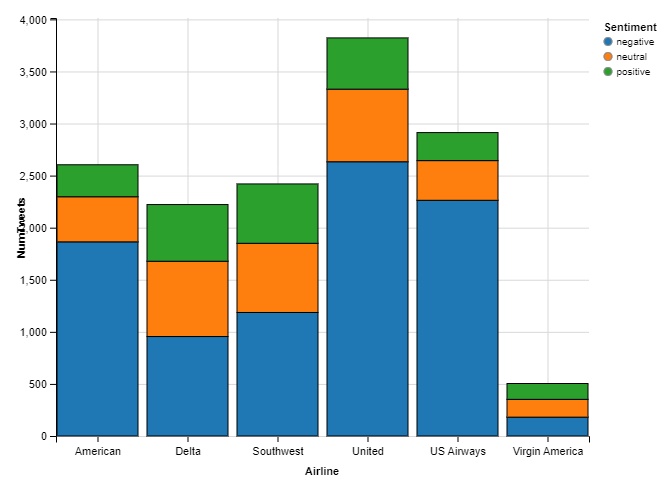 4,000
3,500
3,000
2,500
2,000
1,500
1,000
500
0
NumTweets
American
Delta
Southwest
United
US Airways
Virgin America
Airline
Sentiment
negative
neutral
positive